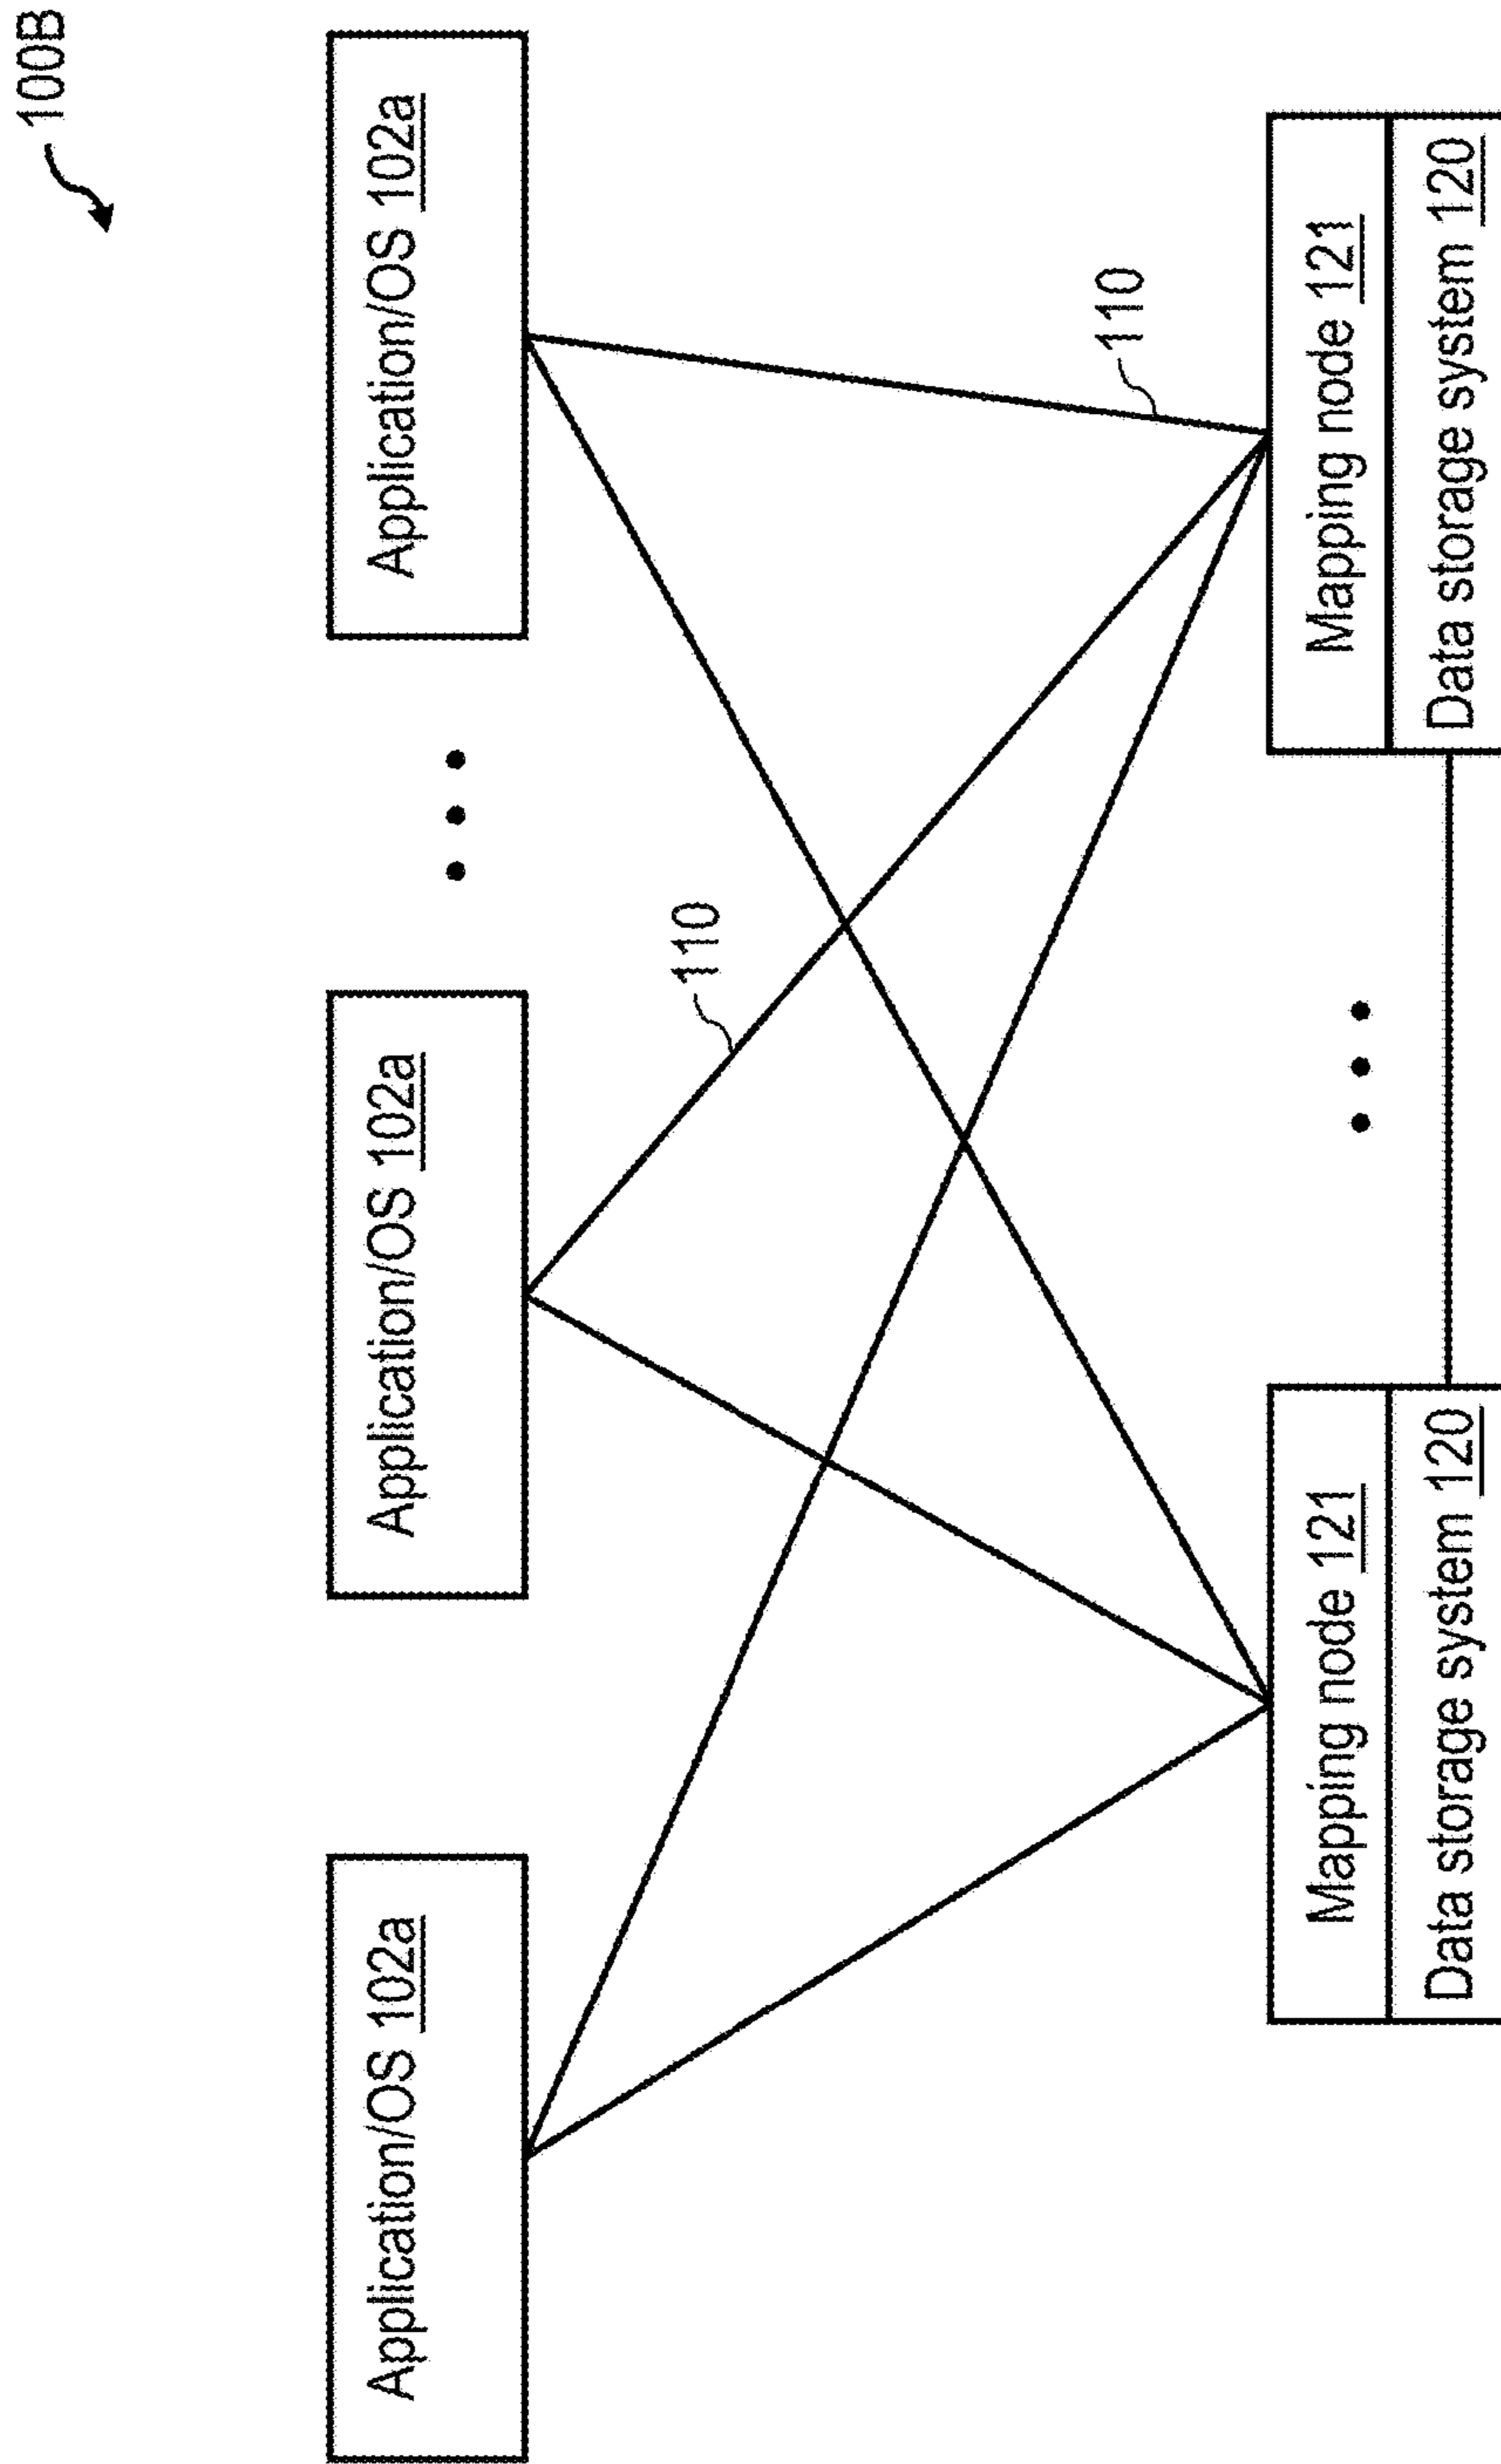 100B
Application/OS 102a
Application/OS 102a
Application/OS 102a
110
110
Mapping node 121
Data storage system 120
Mapping node 121
Data storage system 120